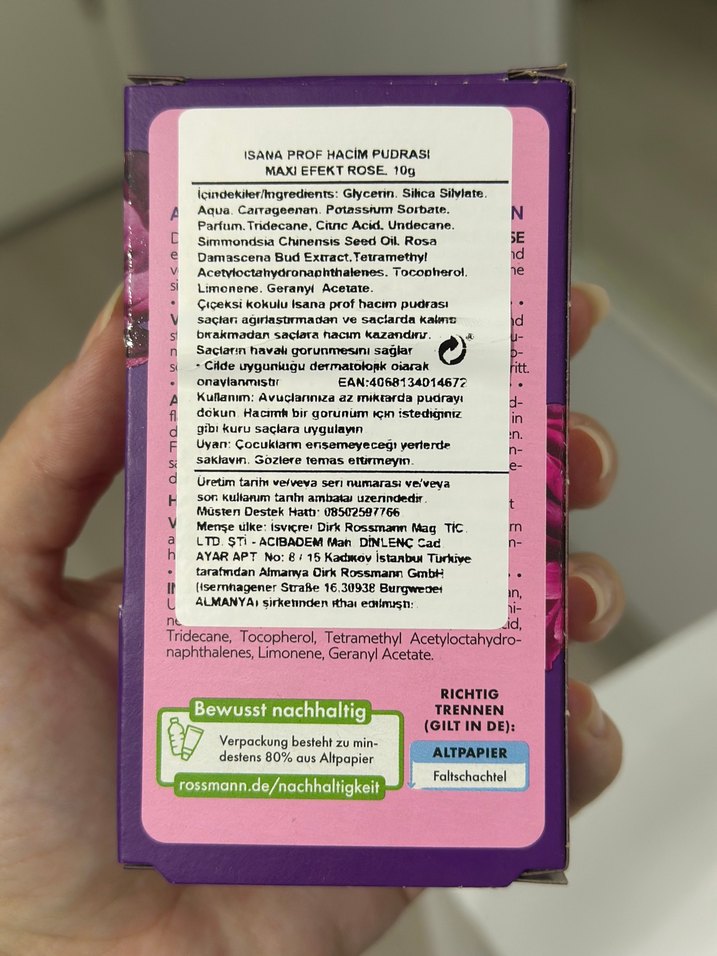 ISANA PROF HACİM PUDRASI
MAXI EFEKT ROSE. 10g
İçindekiler/Ingredients: Glycerin. Silica Silylate.
Aqua. Carrageenan. Potassium Sorbate.
Parfum. Tridecane, Citric Acid. Undecane.
Simmondsia Chinensis Seed Oil. Rosa
Damascena Bud Extract. Tetramethyl
Acetyloctahydronaphthalenes. Tocopherol.
Limonene. Geranyl Acetate.
Çiçeksi kokulu Isana prof hacim pudrası
saçları ağırlaştırmadan ve saçlarda kalıntı
bırakmadan saçlara hacim kazandırır.
Saçların havalı görünmesini sağlar
- Cilde uygunluğu dermatolojik olarak
onaylanmıştır EAN:4068134014672
Kullanım: Avuçlarınıza az miktarda pudrayı
dökün. Hacimli bir görünüm için istediğiniz
gibi kuru saçlara uygulayın
Uyarı: Çocukların erişemeyeceği yerlerde
saklayın. Gözlere temas ettirmeyin.
Üretim tarihi ve/veya seri numarası ve/veya
son kullanım tarihi ambalaj üzerindedir.
Müşteri Destek Hattı: 08502597766
Menşe ülke: İsviçre/ Dirk Rossmann Mağ. TİC.
LTD. ŞTİ - ACIBADEM Mah. DİNLENÇ Cad
AYAR APT No: 8 / 15 Kadıköy İstanbul Türkiye
tarafından Almanya Dirk Rossmann GmbH
(Isernhagener Straße 16.30938 Burgwedel
ALMANYA) şirketinden ithal edilmiştir.
Tridecane, Tocopherol, Tetramethyl Acetyloctahydro-
naphthalenes, Limonene, Geranyl Acetate.
Bewusst nachhaltig
Verpackung besteht zu min-
destens 80% aus Altpapier
rossmann.de/nachhaltigkeit
RICHTIG
TRENNEN
(GILT IN DE):
ALTPAPIER
Faltschachtel